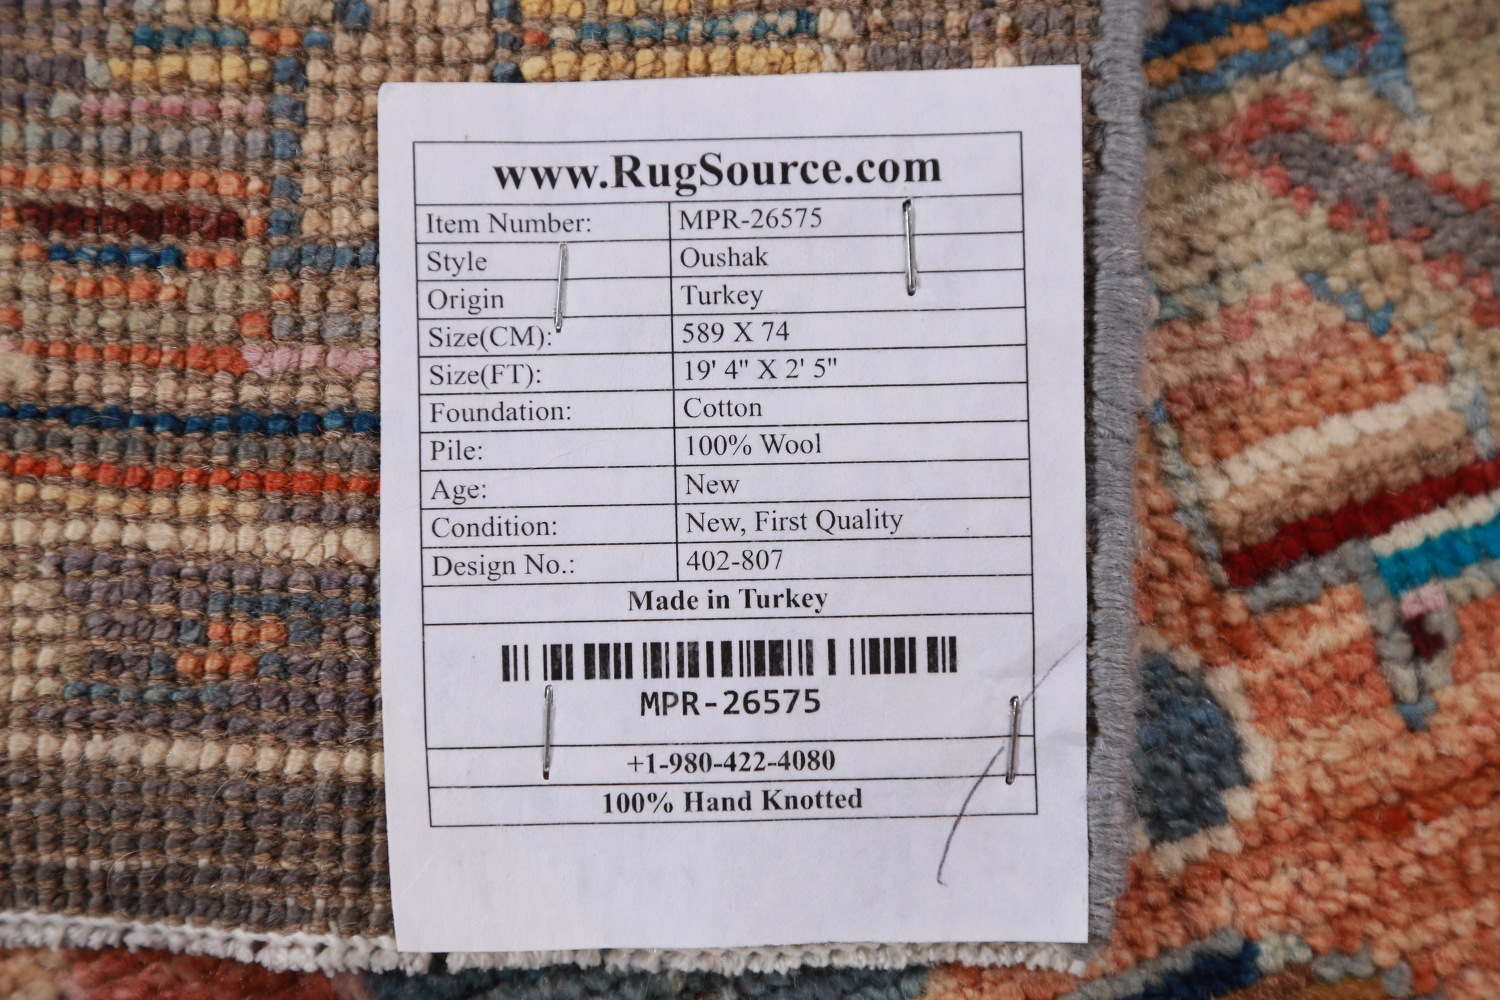 www.RugSource.com
Item Number: MPR-26575
Style Oushak
Origin Turkey
Size(CM): 589 X 74
Size(FT): 19' 4" X 2' 5"
Foundation: Cotton
Pile: 100% Wool
Age: New
Condition: New, First Quality
Design No.: 402-807
Made in Turkey
MPR-26575
+1-980-422-4080
100% Hand Knotted